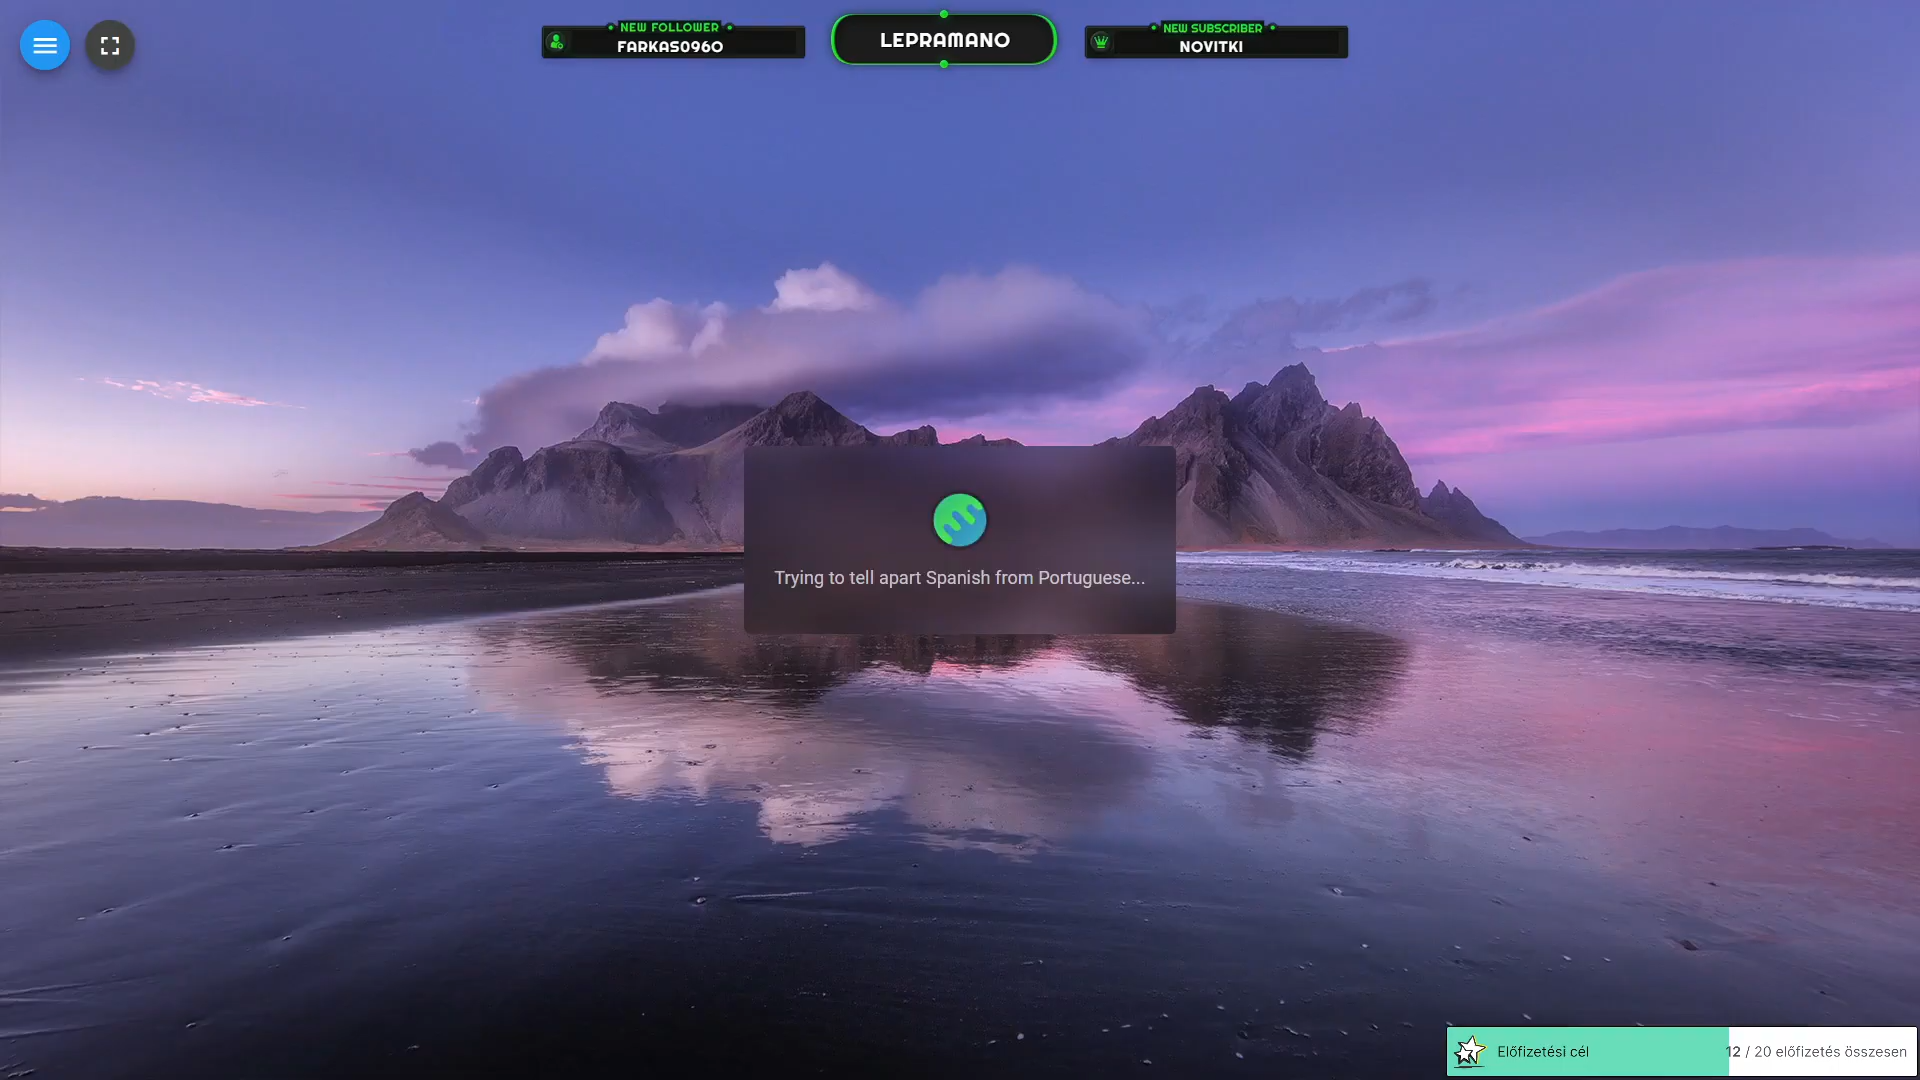 NEW FOLLOWER
FARKAS0960
LEPRAMANO
NEW SUBSCRIBER
NOVITKI
Trying to tell apart Spanish from Portuguese...
Előfizetési cél
12 / 20 előfizetés összesen